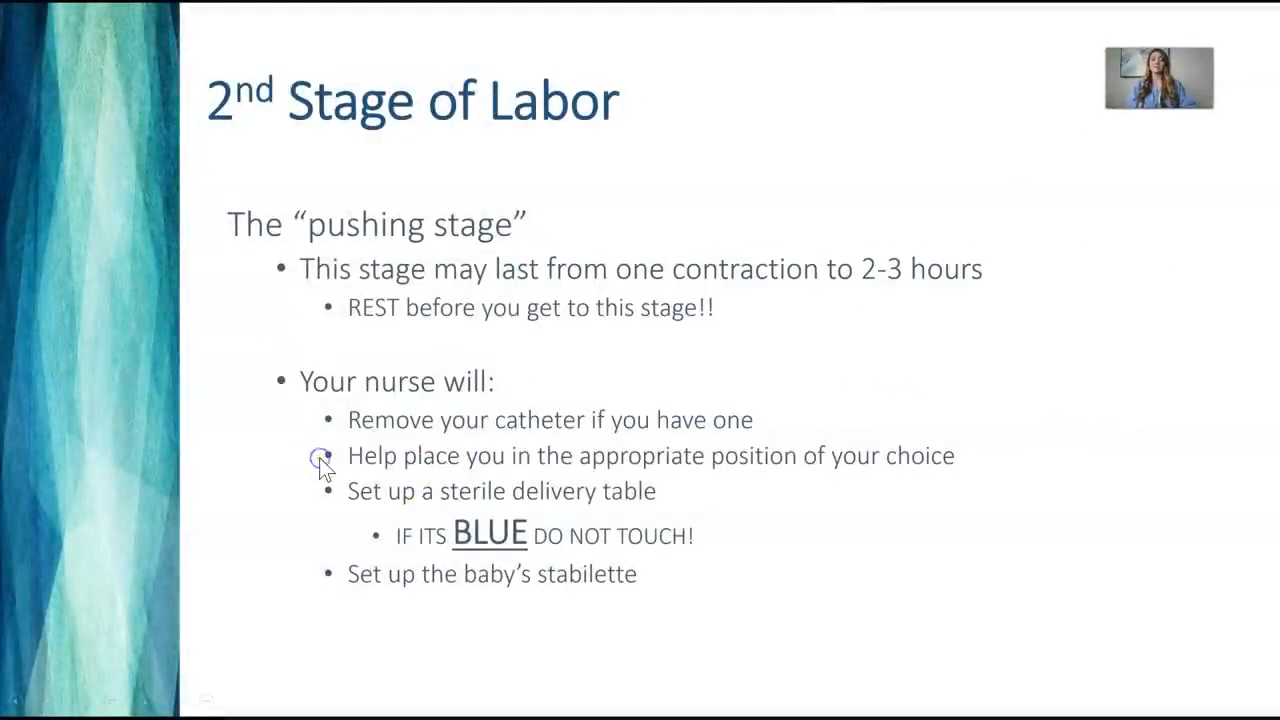 2nd Stage of Labor
The “pushing stage”
• This stage may last from one contraction to 2-3 hours
• REST before you get to this stage!!
• Your nurse will:
• Remove your catheter if you have one
• Help place you in the appropriate position of your choice
• Set up a sterile delivery table
• IF ITS BLUE DO NOT TOUCH!
• Set up the baby’s stabilette